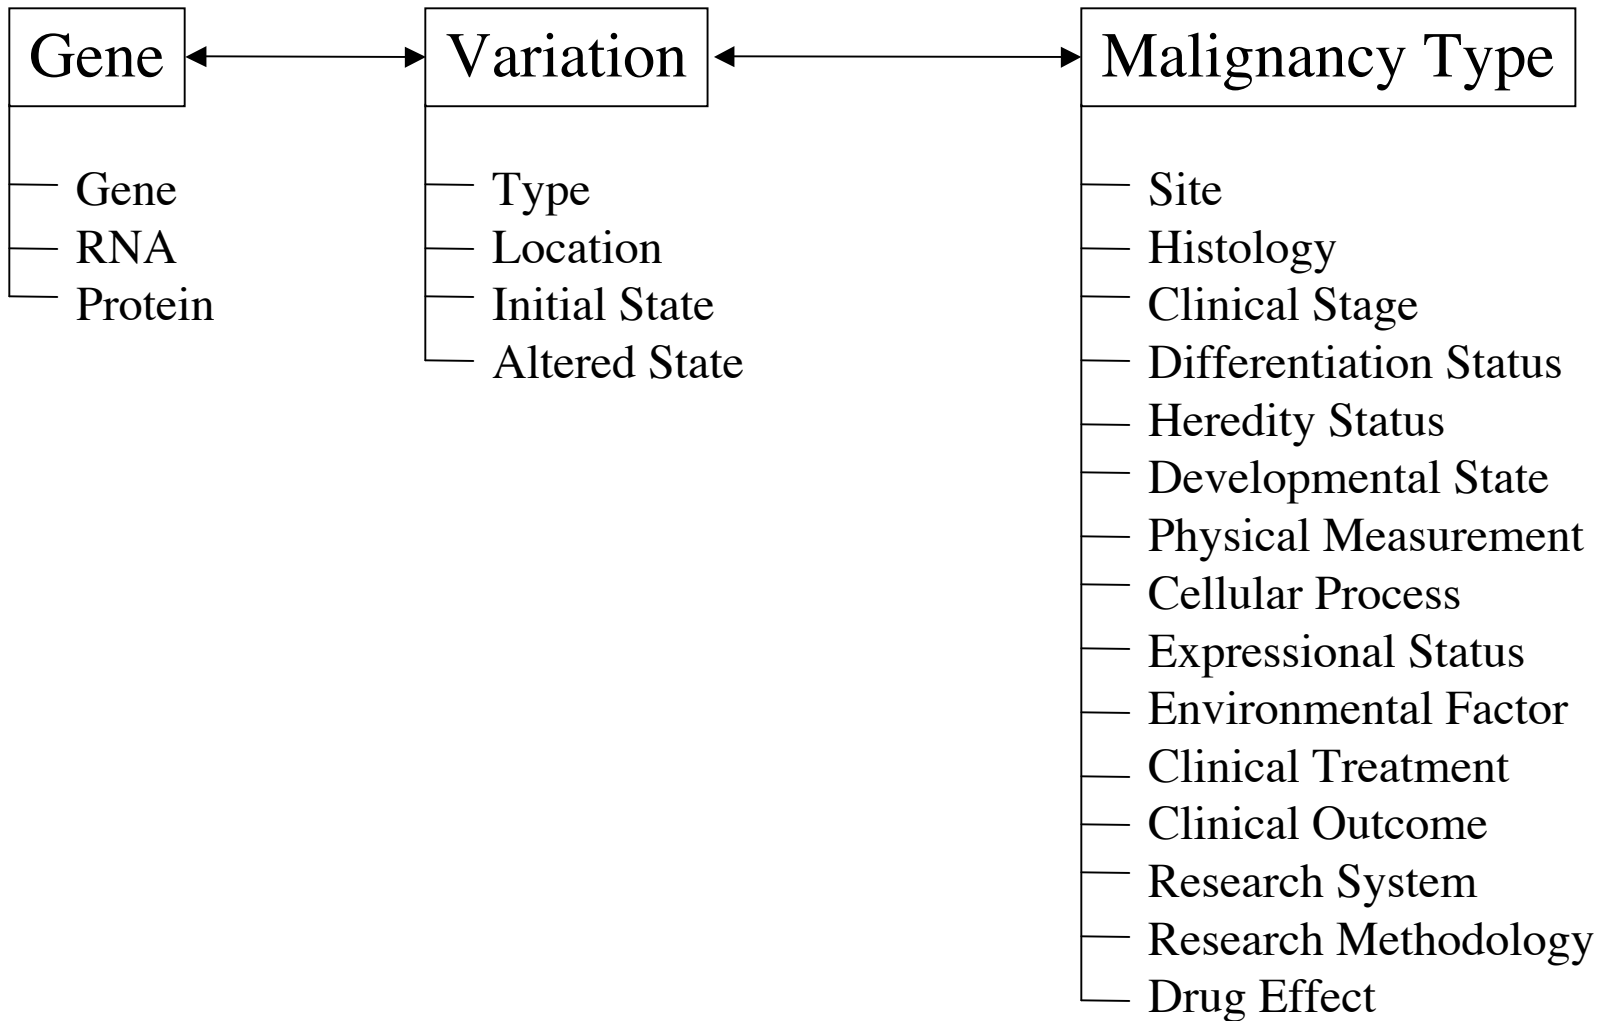 Gene
Variation
Malignancy Type
Gene
RNA
Protein
Type
Location
Initial State
Altered State
Site
Histology
Clinical Stage
Differentiation Status
Heredity Status
Developmental State
Physical Measurement
Cellular Process
Expressional Status
Environmental Factor
Clinical Treatment
Clinical Outcome
Research System
Research Methodology
Drug Effect